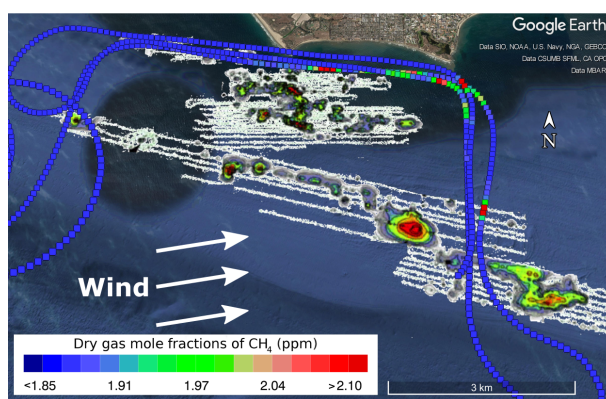 Google Earth
Data SIO, NOAA, U.S. Navy, NGA, GEBCO
Data CSUMB SFML, CA OPC
Data MBARI
N
Wind
Dry gas mole fractions of CH₄ (ppm)
<1.85 1.91 1.97 2.04 >2.10
3 km